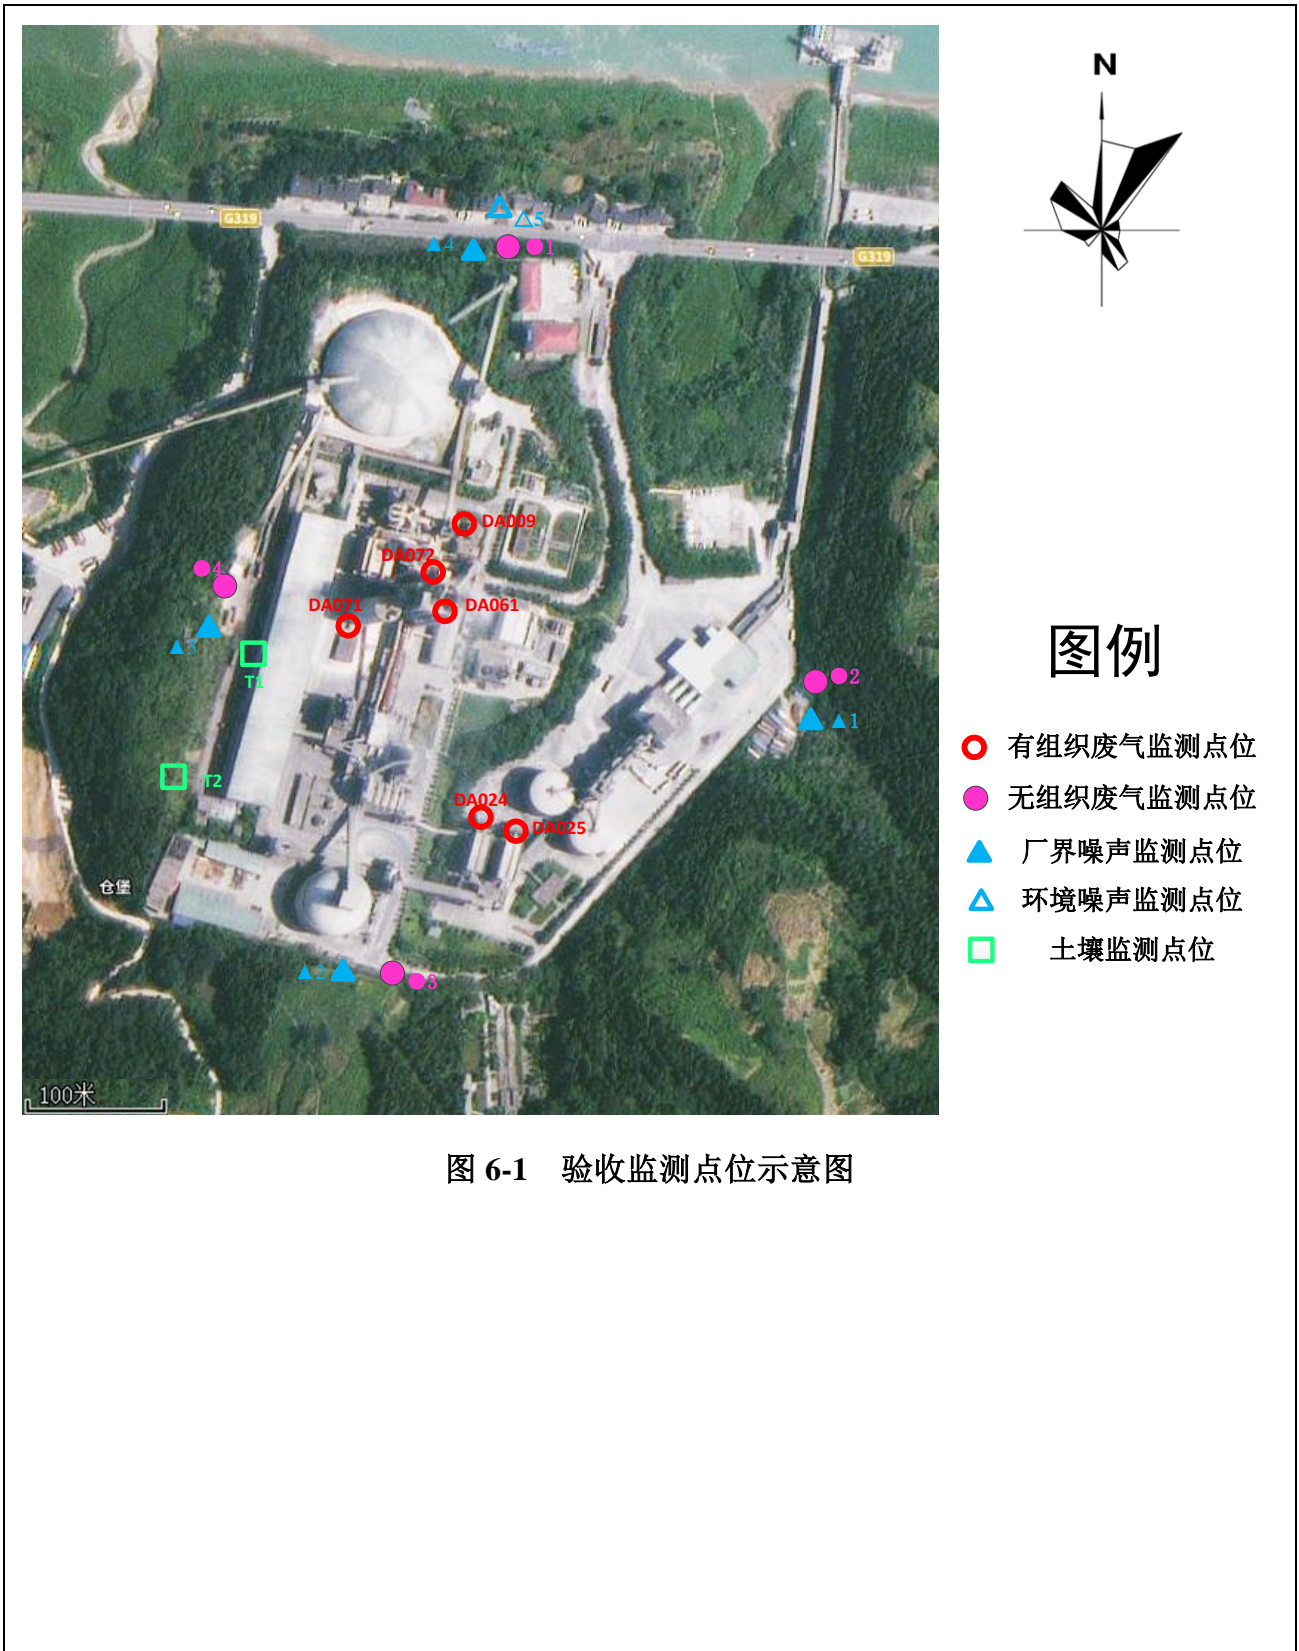 N
G319
△5
▲4
●1
G319
DA009
DA072
●4
DA071
DA061
▲3
T1
●2
▲1
T2
DA024
DA025
仓堡
▲2
●3
100米
图例
有组织废气监测点位
无组织废气监测点位
厂界噪声监测点位
环境噪声监测点位
土壤监测点位
图 6-1 验收监测点位示意图